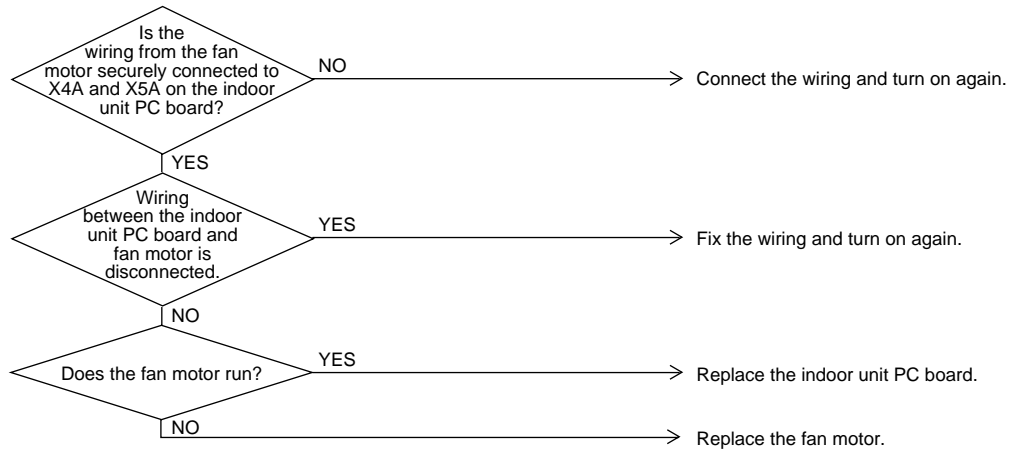 Is the
wiring from the fan
motor securely connected to
X4A and X5A on the indoor
unit PC board?
NO
Connect the wiring and turn on again.
YES
Wiring
between the indoor
unit PC board and
fan motor is
disconnected.
YES
Fix the wiring and turn on again.
NO
Does the fan motor run?
YES
Replace the indoor unit PC board.
NO
Replace the fan motor.